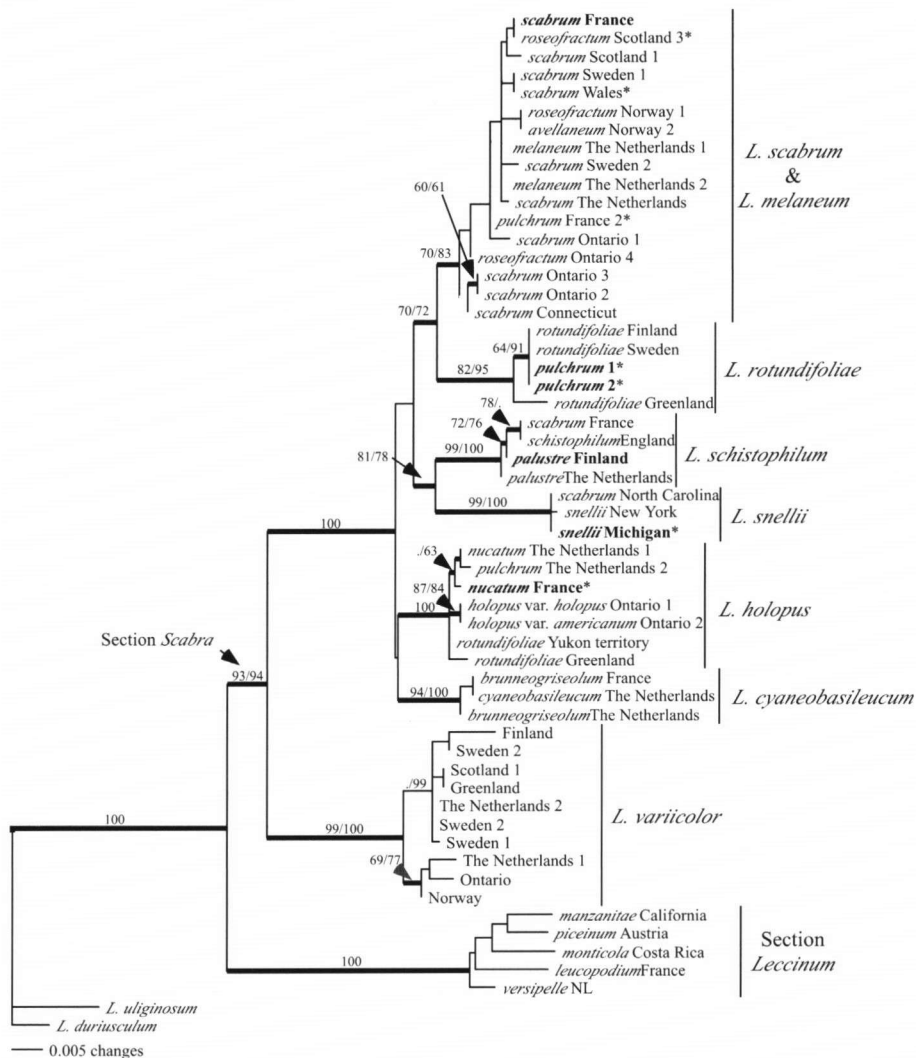 scabrum France
roseofractum Scotland 3*
scabrum Scotland 1
scabrum Sweden 1
scabrum Wales*
roseofractum Norway 1
avellaneum Norway 2
melaneum The Netherlands 1
scabrum Sweden 2
melaneum The Netherlands 2
scabrum The Netherlands
pulchrum France 2*
scabrum Ontario 1
roseofractum Ontario 4
scabrum Ontario 3
scabrum Ontario 2
scabrum Connecticut
L. scabrum
&
L. melaneum
60/61
70/83
70/72
rotundifoliae Finland
rotundifoliae Sweden
pulchrum 1*
pulchrum 2*
rotundifoliae Greenland
64/91
82/95
L. rotundifoliae
78/.
72/76
scabrum France
schistophilumEngland
palustre Finland
palustreThe Netherlands
99/100
81/78
L. schistophilum
scabrum North Carolina
snellii New York
snellii Michigan*
99/100
L. snellii
100
./63
nucatum The Netherlands 1
pulchrum The Netherlands 2
nucatum France*
87/84
holopus var. holopus Ontario 1
100
holopus var. americanum Ontario 2
rotundifoliae Yukon territory
rotundifoliae Greenland
L. holopus
Section Scabra
93/94
brunneogriseolum France
94/100
cyaneobasileucum The Netherlands
brunneogriseolumThe Netherlands
L. cyaneobasileucum
Finland
Sweden 2
Scotland 1
./99
Greenland
The Netherlands 2
Sweden 2
Sweden 1
99/100
69/77
The Netherlands 1
Ontario
Norway
L. variicolor
100
manzanitae California
piceinum Austria
monticola Costa Rica
leucopodiumFrance
versipelle NL
100
Section
Leccinum
L. uliginosum
L. duriusculum
0.005 changes